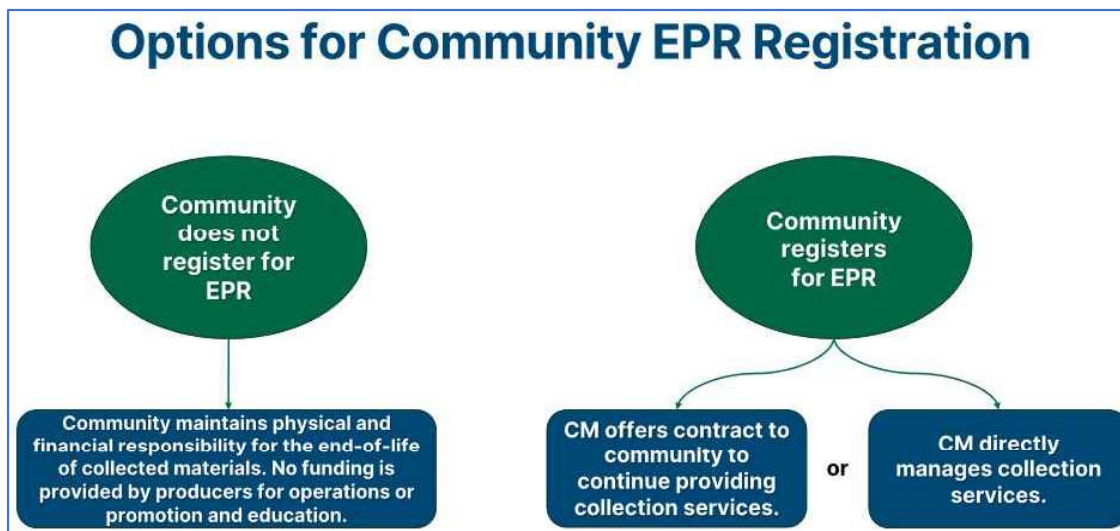 Options for Community EPR Registration
Community
does not
register for
EPR
Community
registers
for EPR
Community maintains physical and
financial responsibility for the end-of-life
of collected materials. No funding is
provided by producers for operations or
promotion and education.
CM offers contract to
community to
continue providing
collection services.
or
CM directly
manages collection
services.